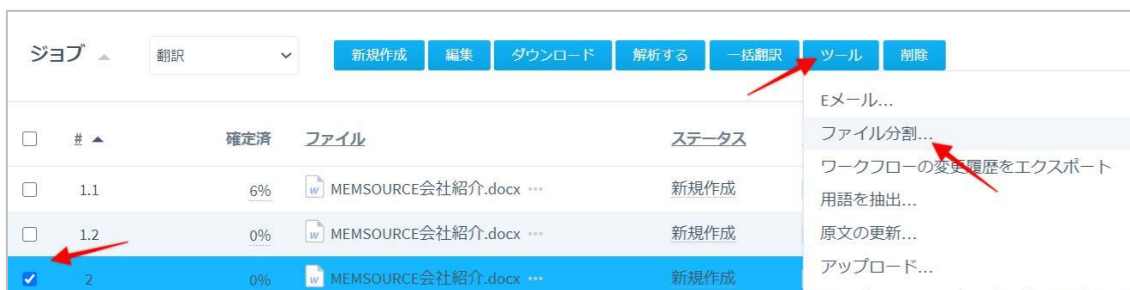 ジョブ 翻訳 新規作成 編集 ダウンロード 解析する 一括翻訳 ツール 削除
Eメール...
# 確定済 ファイル ステータス
ファイル分割...
ワークフローの変更履歴をエクスポート
1.1 6% MEMSOURCE会社紹介.docx ... 新規作成
用語を抽出...
1.2 0% MEMSOURCE会社紹介.docx ... 新規作成
原文の更新...
アップロード...
2 0% MEMSOURCE会社紹介.docx ... 新規作成